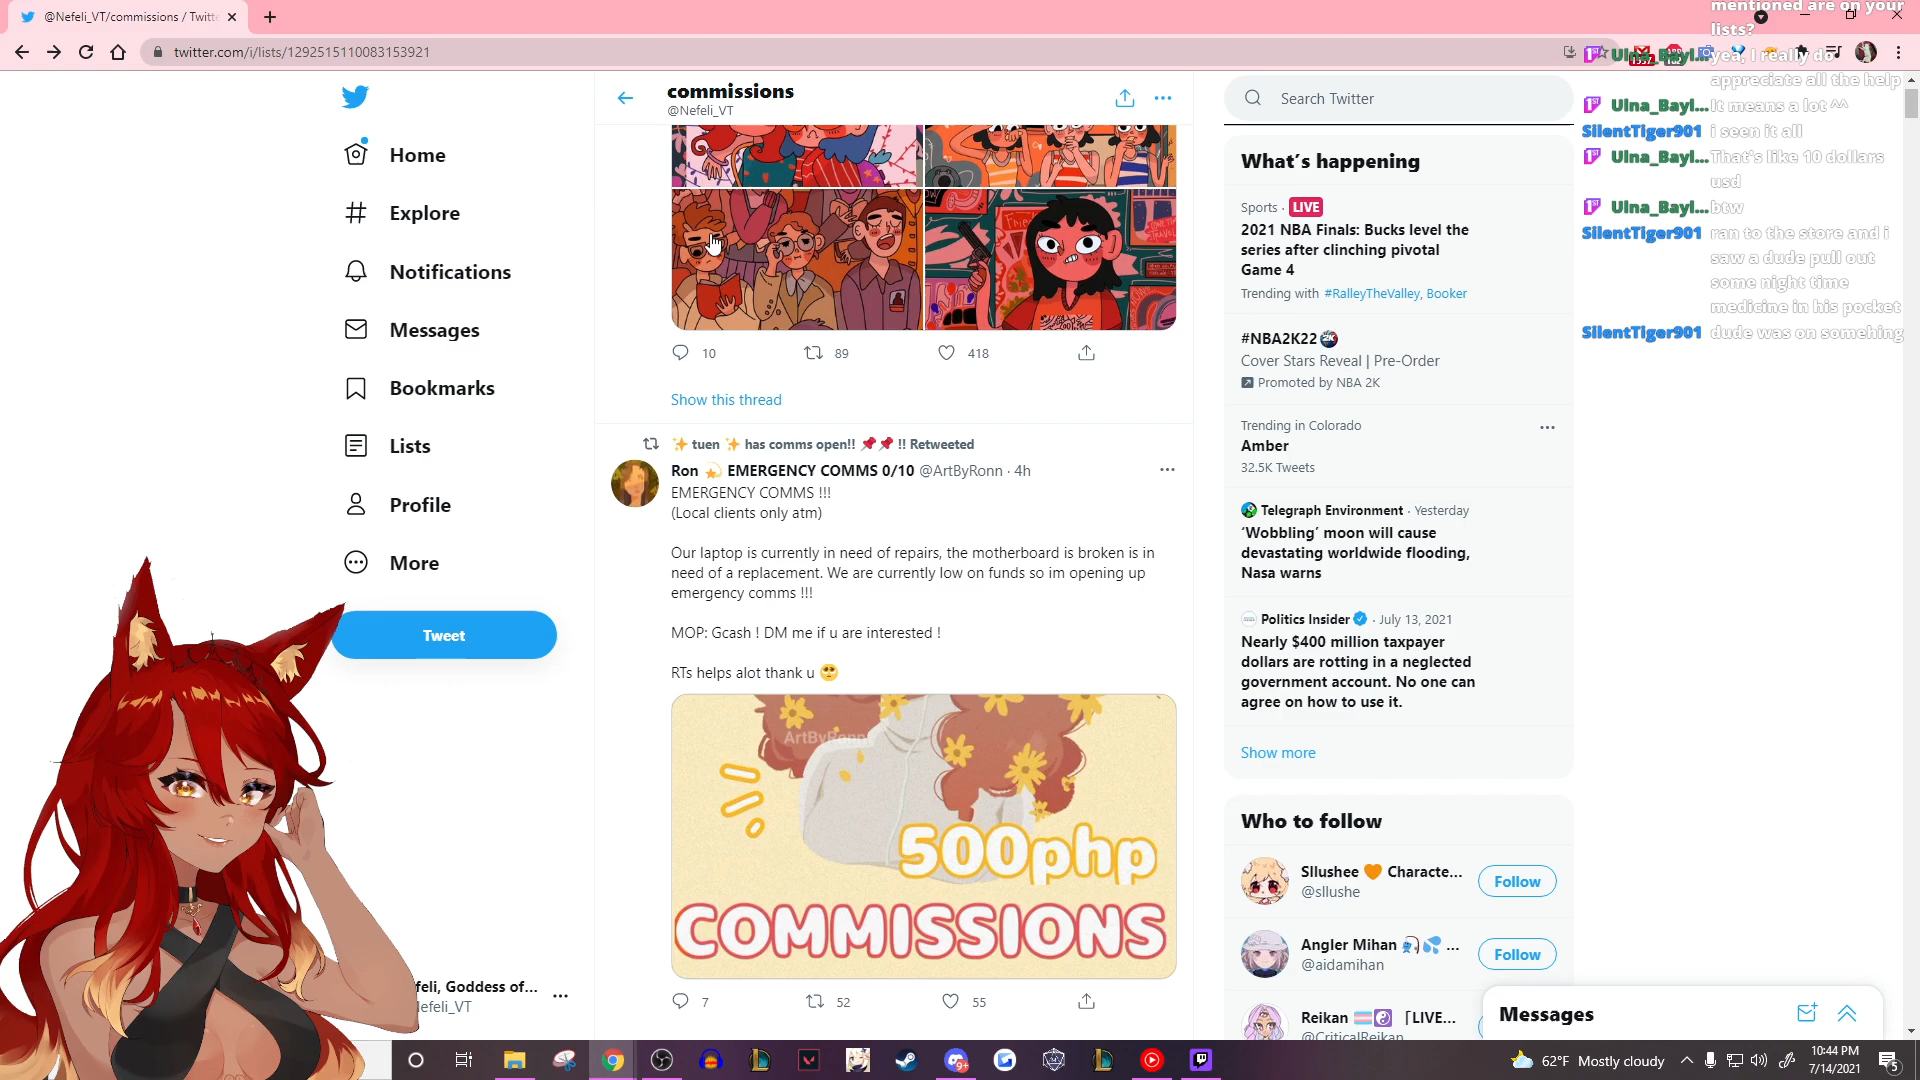 @Nefeli_VT/commissions / Twitt
twitter.com/i/lists/1292515110083153921
Home
Explore
Notifications
Messages
Bookmarks
Lists
Profile
More
Tweet
feli, Goddess of...
lefeli_VT
commissions
@Nefeli_VT
10
89
418
Show this thread
✨ tuen ✨ has comms open!! 📌📌 !! Retweeted
Ron 💫 EMERGENCY COMMS 0/10 @ArtByRonn · 4h
EMERGENCY COMMS !!!
(Local clients only atm)
Our laptop is currently in need of repairs, the motherboard is broken is in
need of a replacement. We are currently low on funds so im opening up
emergency comms !!!
MOP: Gcash ! DM me if u are interested !
RTs helps alot thank u 🥺
ArtByRonn
500php
COMMISSIONS
7
52
55
Search Twitter
What's happening
Sports · LIVE
2021 NBA Finals: Bucks level the
series after clinching pivotal
Game 4
Trending with #RalleyTheValley, Booker
#NBA2K22
Cover Stars Reveal | Pre-Order
Promoted by NBA 2K
Trending in Colorado
Amber
32.5K Tweets
Telegraph Environment · Yesterday
'Wobbling' moon will cause
devastating worldwide flooding,
Nasa warns
Politics Insider · July 13, 2021
Nearly $400 million taxpayer
dollars are rotting in a neglected
government account. No one can
agree on how to use it.
Show more
Who to follow
Sllushee 🧡 Characte...
@sllushe
Follow
Angler Mihan ...
@aidamihan
Follow
Reikan ☯ 「LIVE...
@CriticalReikan
Messages
mentioned are on your
lists?
Ulna_Bayl... yea, I really do
appreciate all the help
Ulna_Bayl... It means a lot ^^
SilentTiger901 i seen it all
Ulna_Bayl... That's like 10 dollars
usd
Ulna_Bayl... btw
SilentTiger901 ran to the store and i
saw a dude pull out
some night time
medicine in his pocket
SilentTiger901 dude was on somehing
62°F Mostly cloudy
10:44 PM
7/14/2021
5